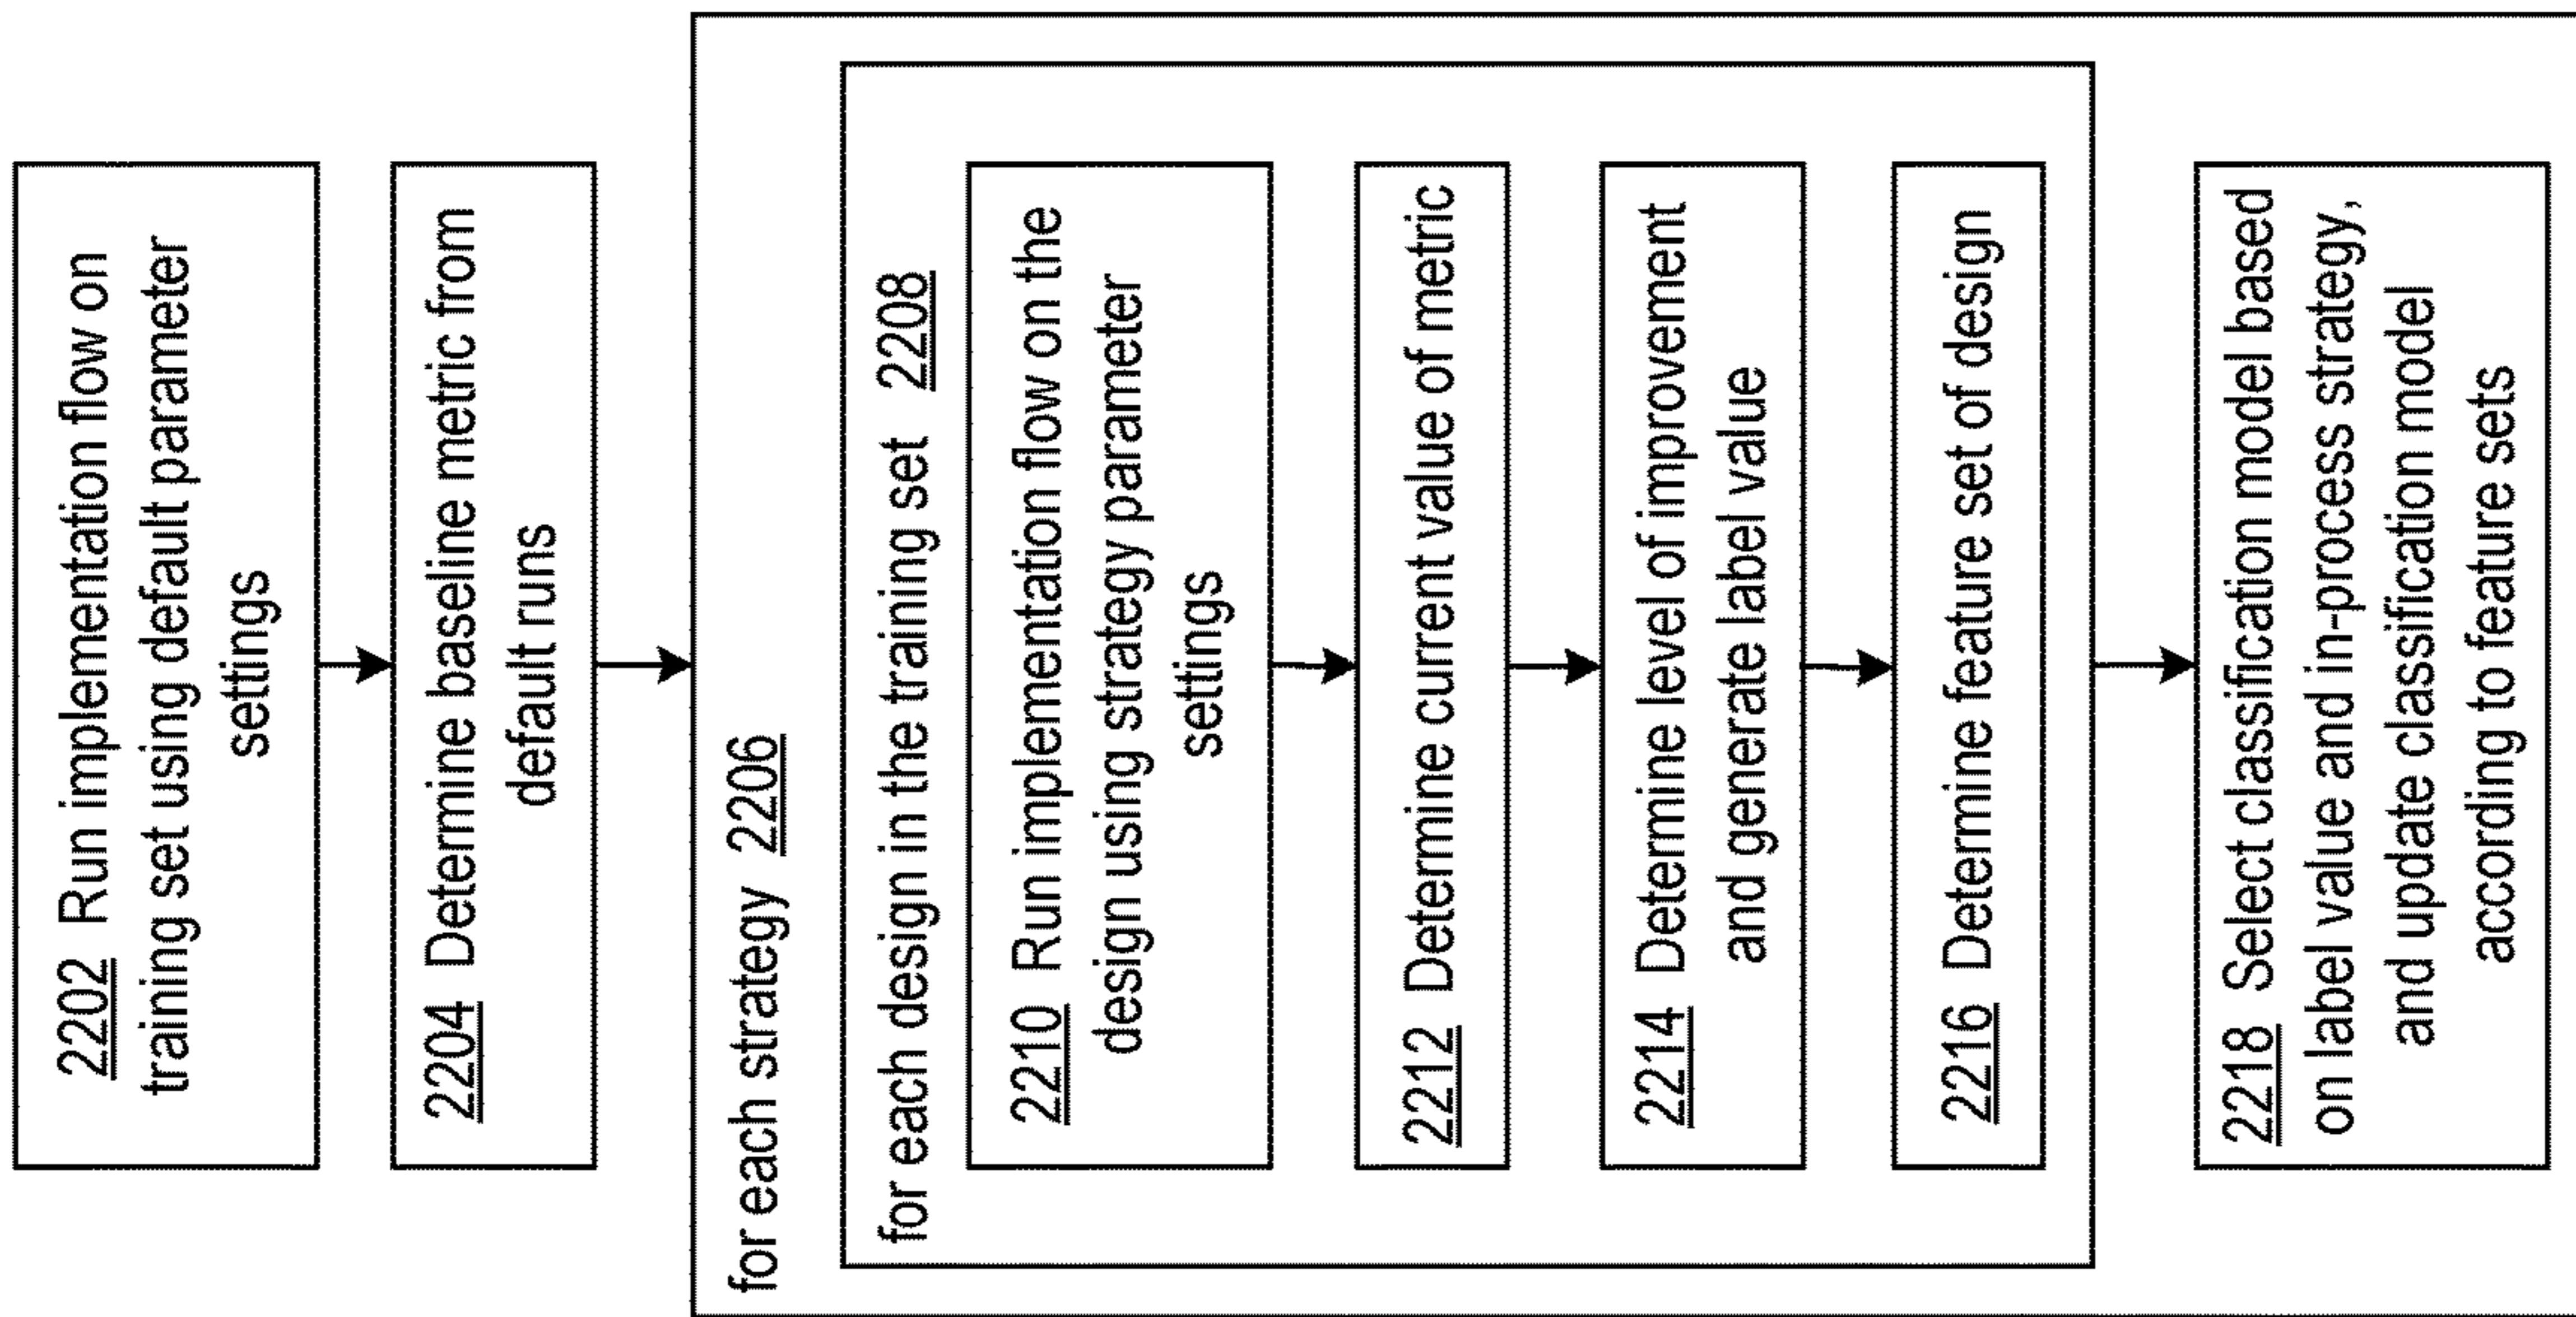 2202 Run implementation flow on
training set using default parameter
settings
2204 Determine baseline metric from
default runs
for each strategy 2206
for each design in the training set 2208
2210 Run implementation flow on the
design using strategy parameter
settings
2212 Determine current value of metric
2214 Determine level of improvement
and generate label value
2216 Determine feature set of design
2218 Select classification model based
on label value and in-process strategy,
and update classification model
according to feature sets